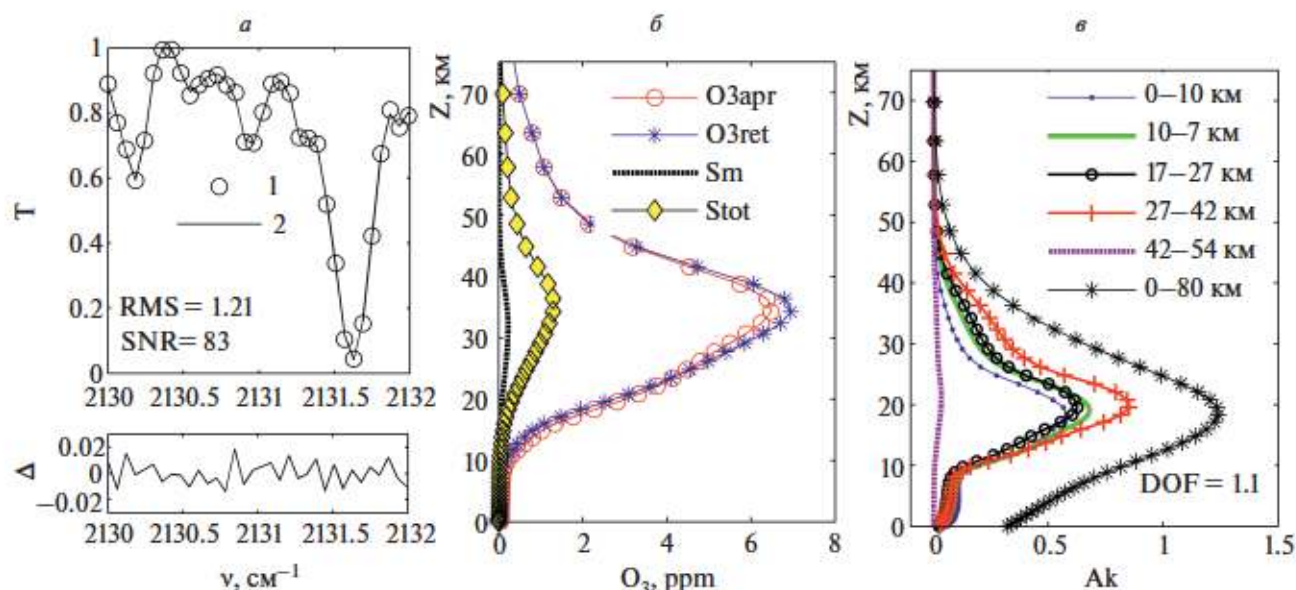 а
T
1
0.8
0.6
0.4
0.2
0
1
2
RMS = 1.21
SNR= 83
2130 2130.5 2131 2131.5 2132
Δ
0.02
0
−0.02
2130 2130.5 2131 2131.5 2132
ν, см⁻¹
б
Z, км
70
60
50
40
30
20
10
0
O3apr
O3ret
Sm
Stot
0 2 4 6 8
O₃, ppm
в
Z, км
70
60
50
40
30
20
10
0
0–10 км
10–7 км
17–27 км
27–42 км
42–54 км
0–80 км
DOF = 1.1
0 0.5 1 1.5
Ak